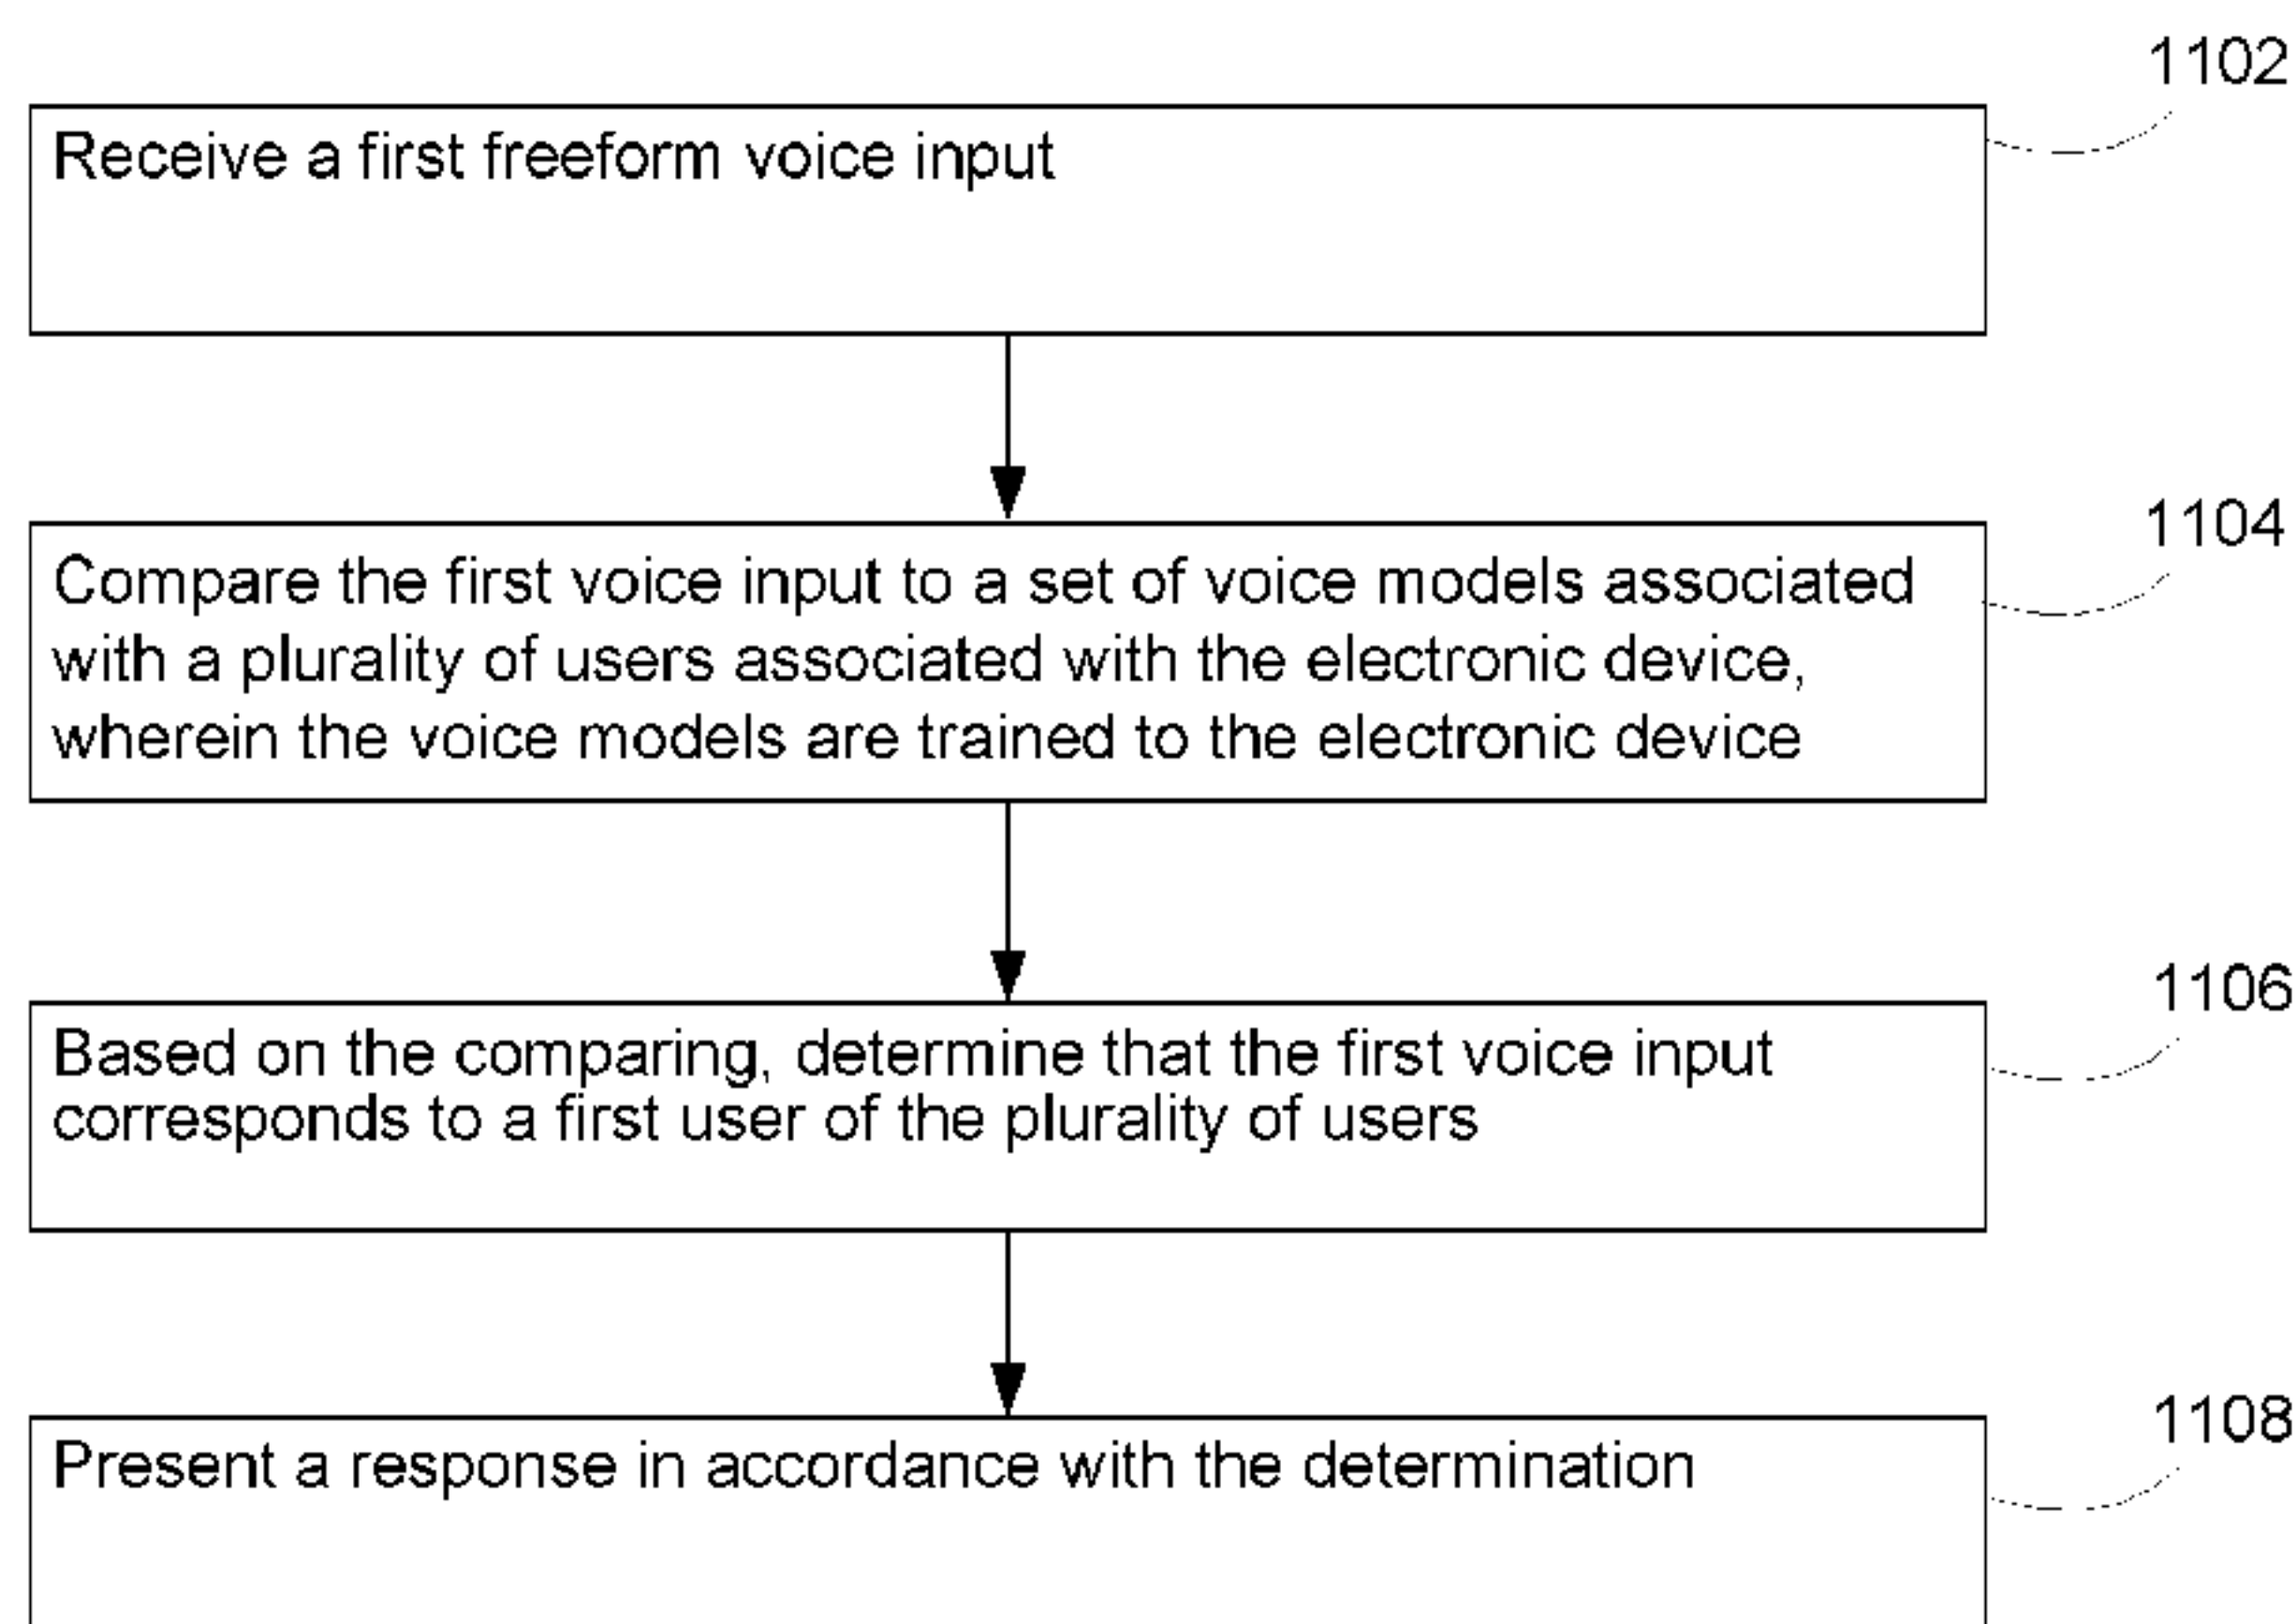 1102
Receive a first freeform voice input
1104
Compare the first voice input to a set of voice models associated
with a plurality of users associated with the electronic device,
wherein the voice models are trained to the electronic device
1106
Based on the comparing, determine that the first voice input
corresponds to a first user of the plurality of users
1108
Present a response in accordance with the determination